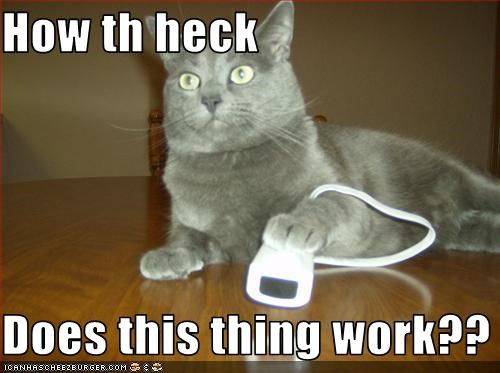 How th heck
Does this thing work??
ICANHASCHEEZBURGER.COM